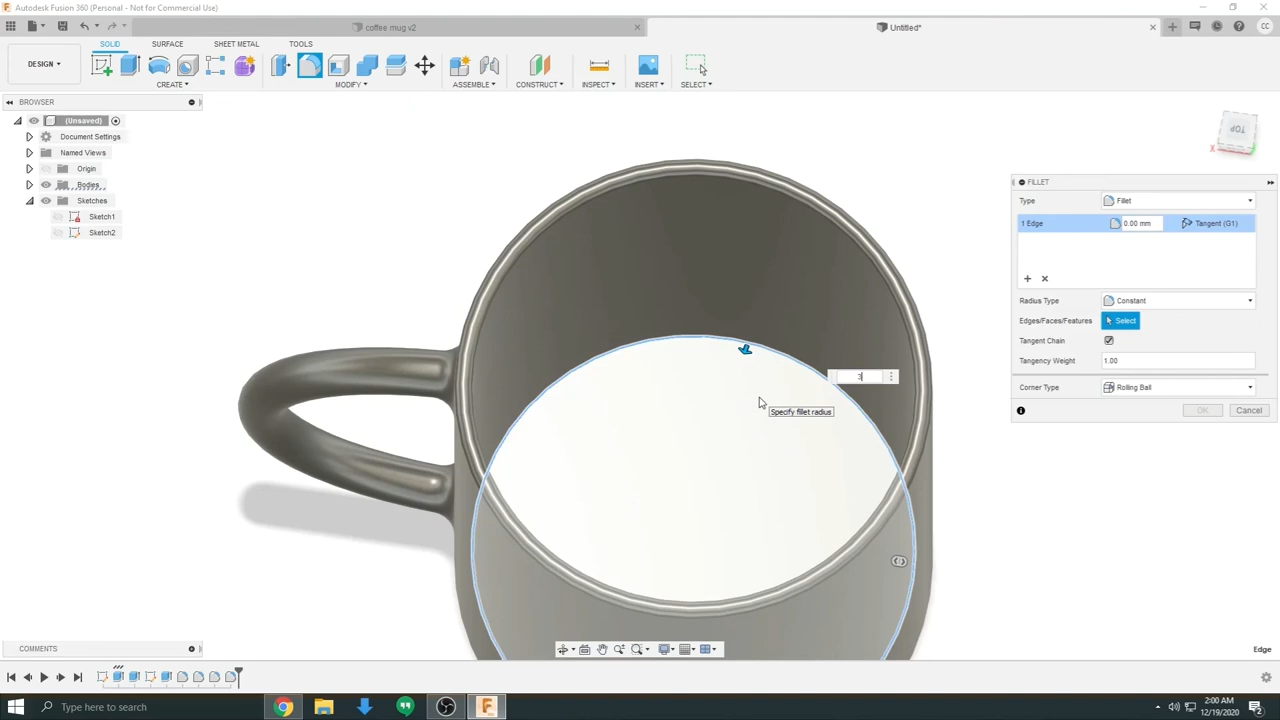 Autodesk Fusion 360 (Personal - Not for Commercial Use)
coffee mug v2
Untitled*
CC
SOLID SURFACE SHEET METAL TOOLS
DESIGN
CREATE MODIFY ASSEMBLE CONSTRUCT INSPECT INSERT SELECT
BROWSER
(Unsaved)
Document Settings
Named Views
Origin
Bodies
Sketches
Sketch1
Sketch2
TOP
X
FILLET
Type Fillet
1 Edge 0.00 mm Tangent (G1)
Radius Type Constant
Edges/Faces/Features Select
Tangent Chain
Tangency Weight 1.00
Corner Type Rolling Ball
OK Cancel
3
Specify fillet radius
COMMENTS
Edge
Type here to search
2:00 AM
12/19/2020
2